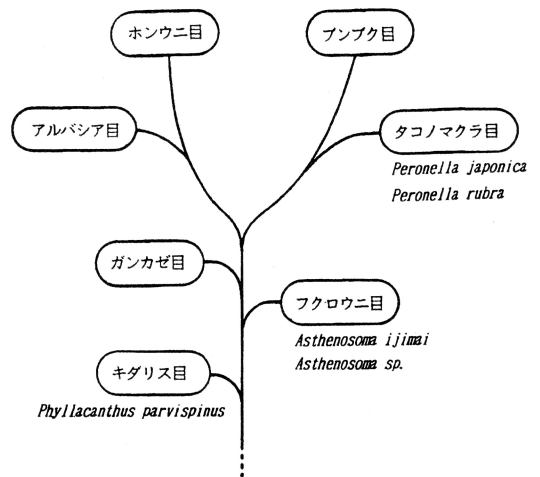 ホンウニ目
ブンブク目
アルバシア目
タコノマクラ目
Peronella japonica
Peronella rubra
ガンカゼ目
フクロウニ目
Asthenosoma ijimai
Asthenosoma sp.
キダリス目
Phyllacanthus parvispinus